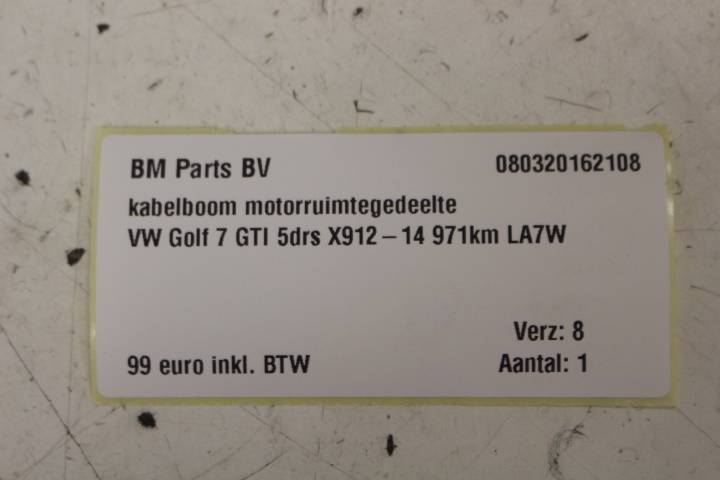 BM Parts BV 080320162108
kabelboom motorruimtegedeelte
VW Golf 7 GTI 5drs X912 – 14 971km LA7W
Verz: 8
99 euro inkl. BTW Aantal: 1